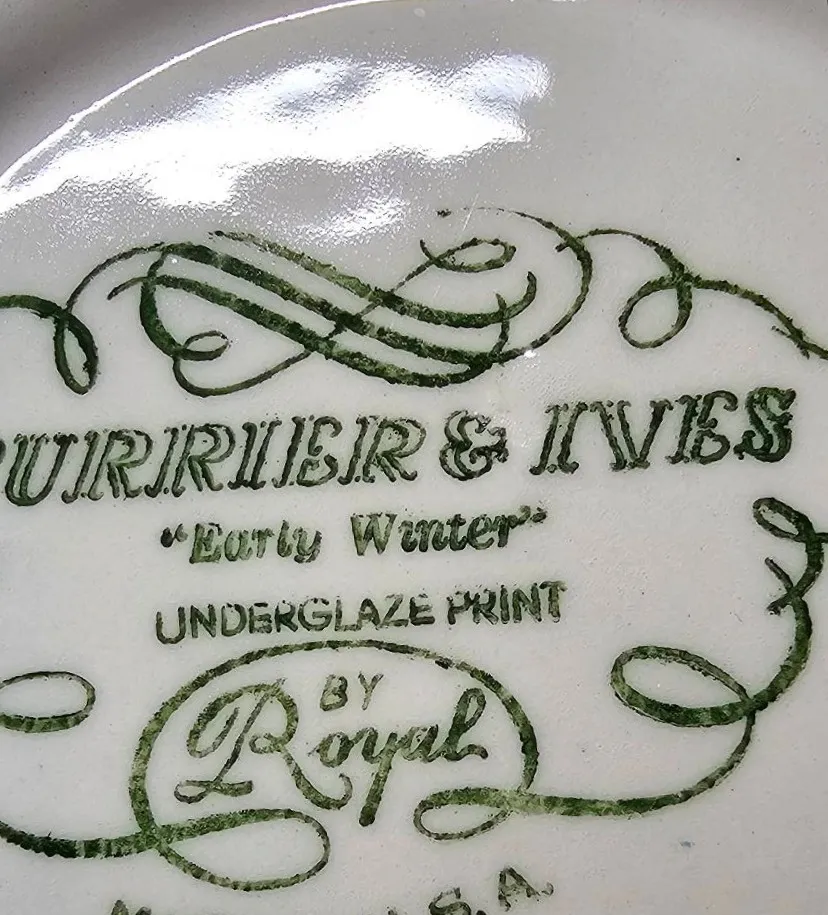 URRIER & IVES
"Early Winter"
UNDERGLAZE PRINT
BY
Royal
S.A.